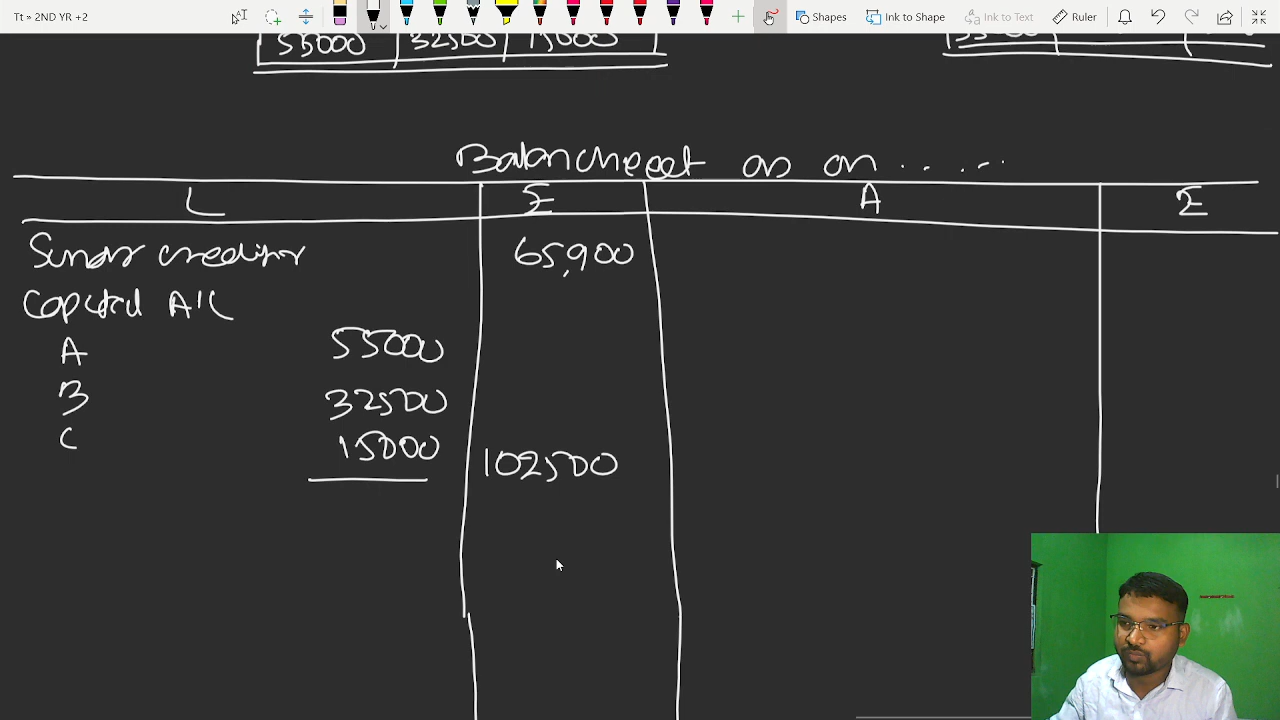 Tt » 2ND YR +2
Shapes Ink to Shape Ink to Text Ruler
55000 32500 15000
Balancheeet as on . . . . . .
L Σ A Σ
Sundry creditor 65,900
Capital A/C
A 55000
B 32500
C 15000 102500